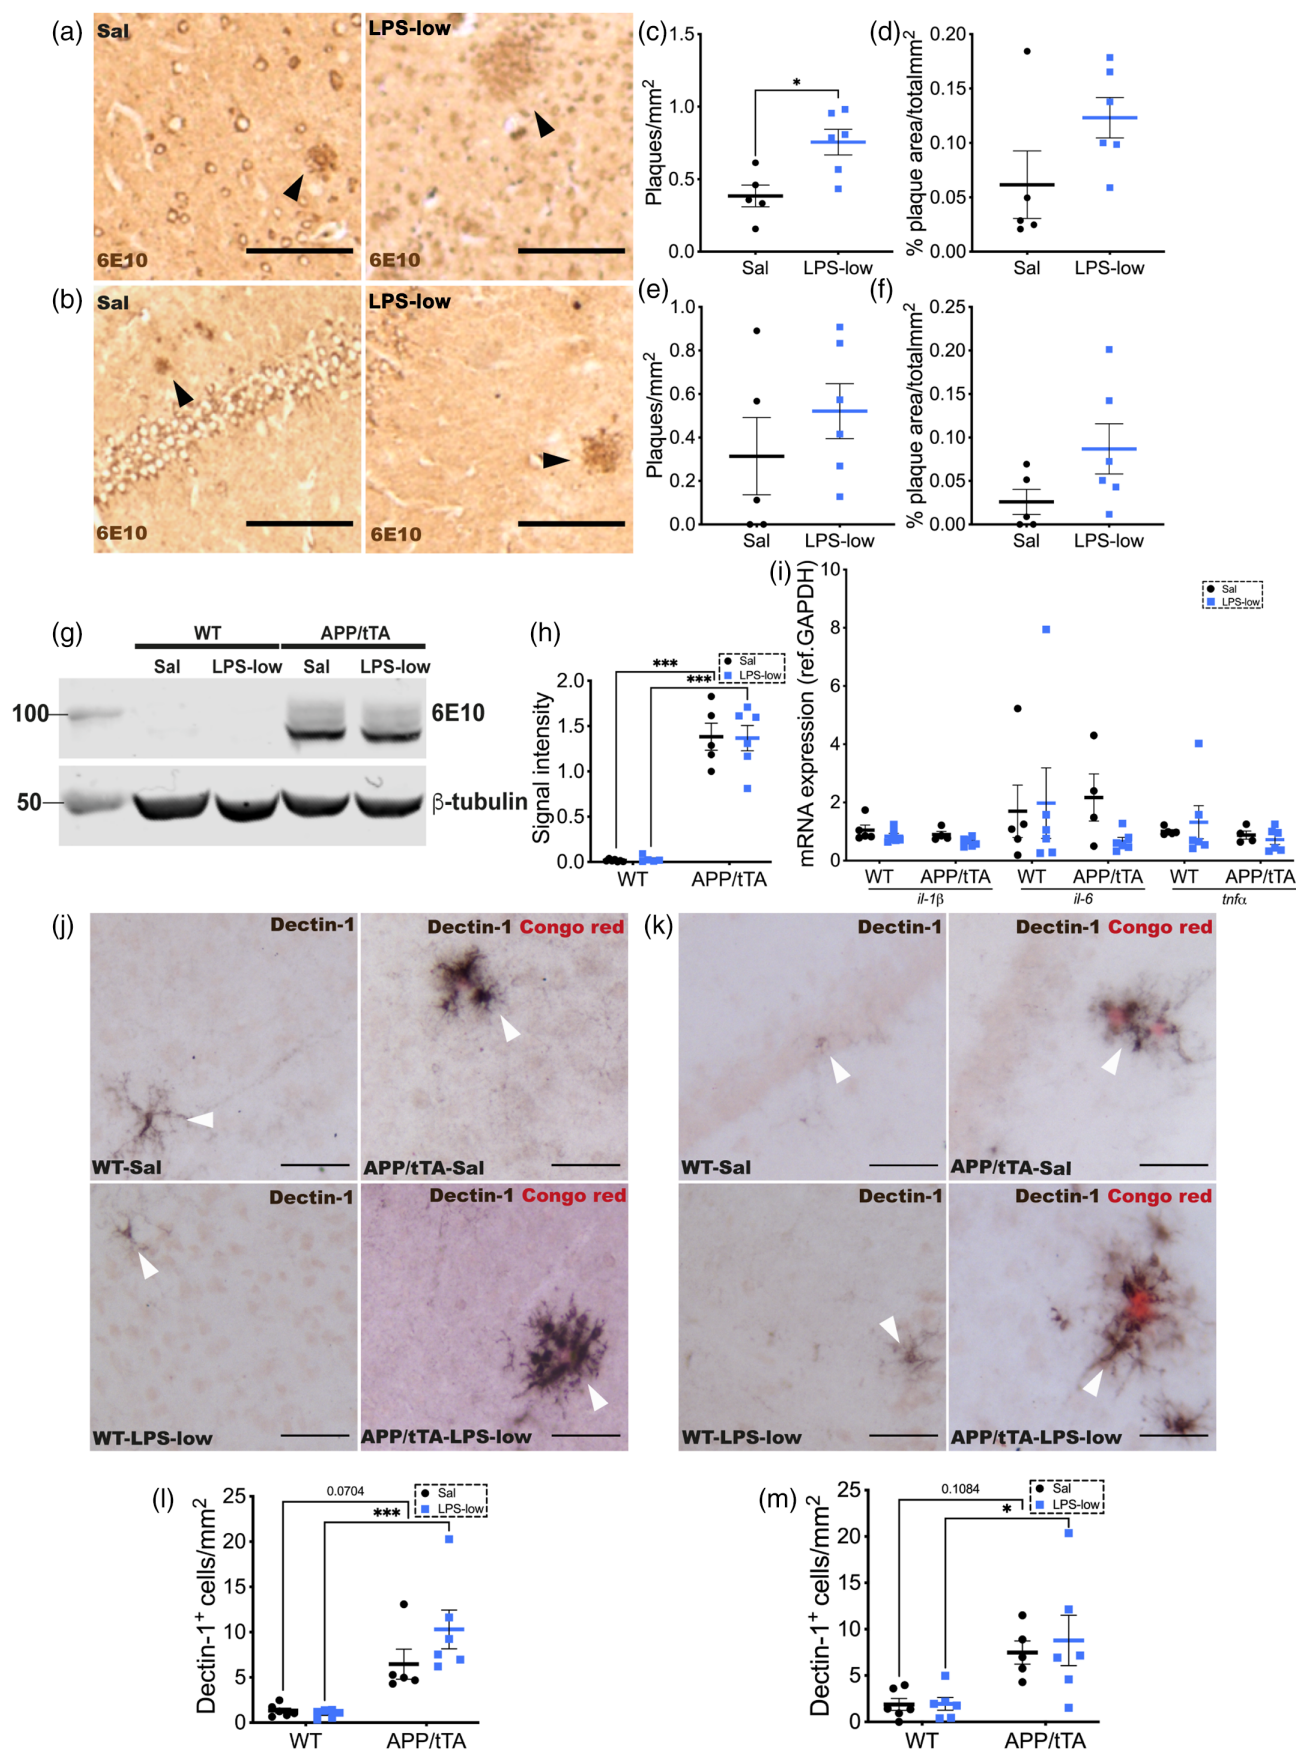 (a)
Sal
6E10
LPS-low
6E10
(b)
Sal
6E10
LPS-low
6E10
(c)
Plaques/mm²
1.5
1.0
0.5
0.0
*
Sal
LPS-low
(d)
% plaque area/totalmm²
0.20
0.15
0.10
0.05
0.00
Sal
LPS-low
(e)
Plaques/mm²
1.0
0.8
0.6
0.4
0.2
0.0
Sal
LPS-low
(f)
% plaque area/totalmm²
0.25
0.20
0.15
0.10
0.05
0.00
Sal
LPS-low
(g)
WT
APP/tTA
Sal
LPS-low
Sal
LPS-low
100
6E10
50
β-tubulin
(h)
Signal intensity
2.0
1.5
1.0
0.5
0.0
***
***
Sal
LPS-low
WT
APP/tTA
(i)
mRNA expression (ref.GAPDH)
10
8
6
4
2
0
Sal
LPS-low
WT
APP/tTA
WT
APP/tTA
WT
APP/tTA
il-1β
il-6
tnfα
(j)
Dectin-1
WT-Sal
Dectin-1 Congo red
APP/tTA-Sal
Dectin-1
WT-LPS-low
Dectin-1 Congo red
APP/tTA-LPS-low
(k)
Dectin-1
WT-Sal
Dectin-1 Congo red
APP/tTA-Sal
Dectin-1
WT-LPS-low
Dectin-1 Congo red
APP/tTA-LPS-low
(l)
Dectin-1⁺ cells/mm²
25
20
15
10
5
0
0.0704
***
Sal
LPS-low
WT
APP/tTA
(m)
Dectin-1⁺ cells/mm²
25
20
15
10
5
0
0.1084
*
Sal
LPS-low
WT
APP/tTA